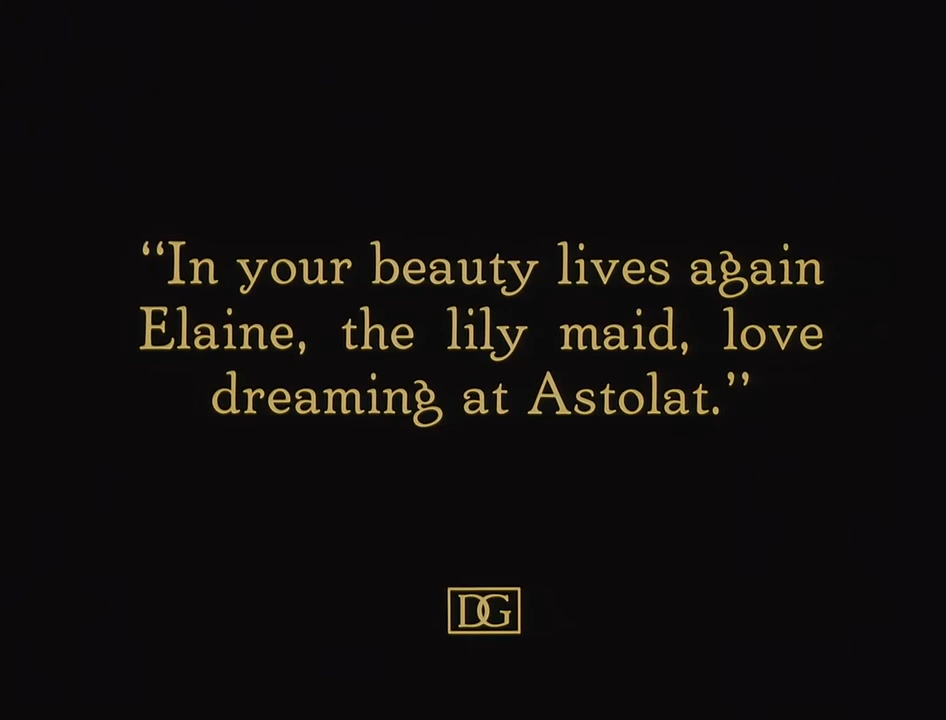 “In your beauty lives again
Elaine, the lily maid, love
dreaming at Astolat.”
DG